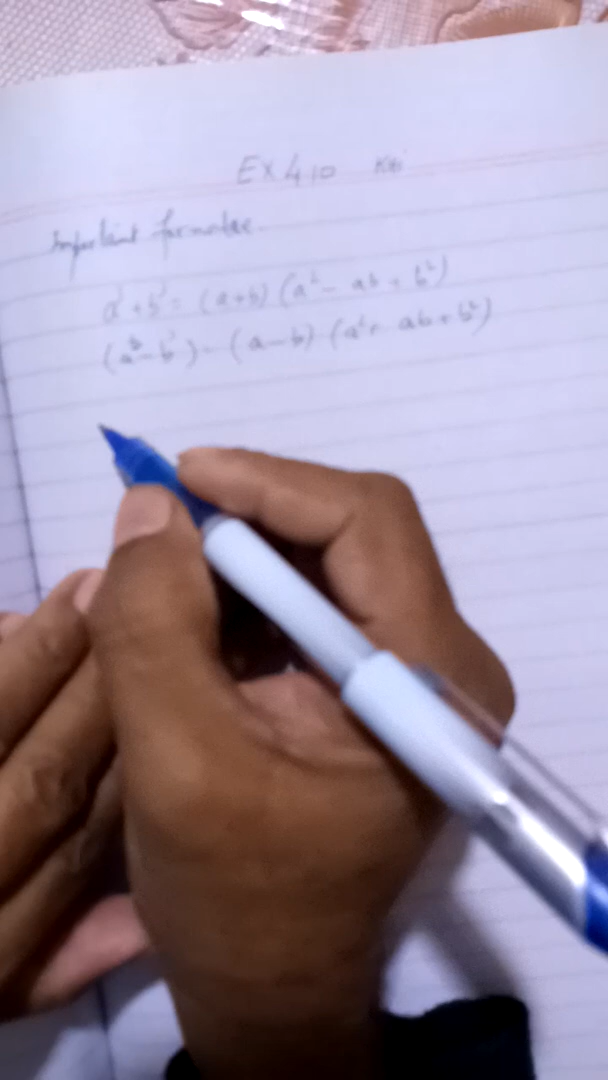 EX 4.10
Important formulae.
a³ + b³ = (a+b) (a² - ab + b²)
(a³ - b³) = (a-b) (a² + ab + b²)